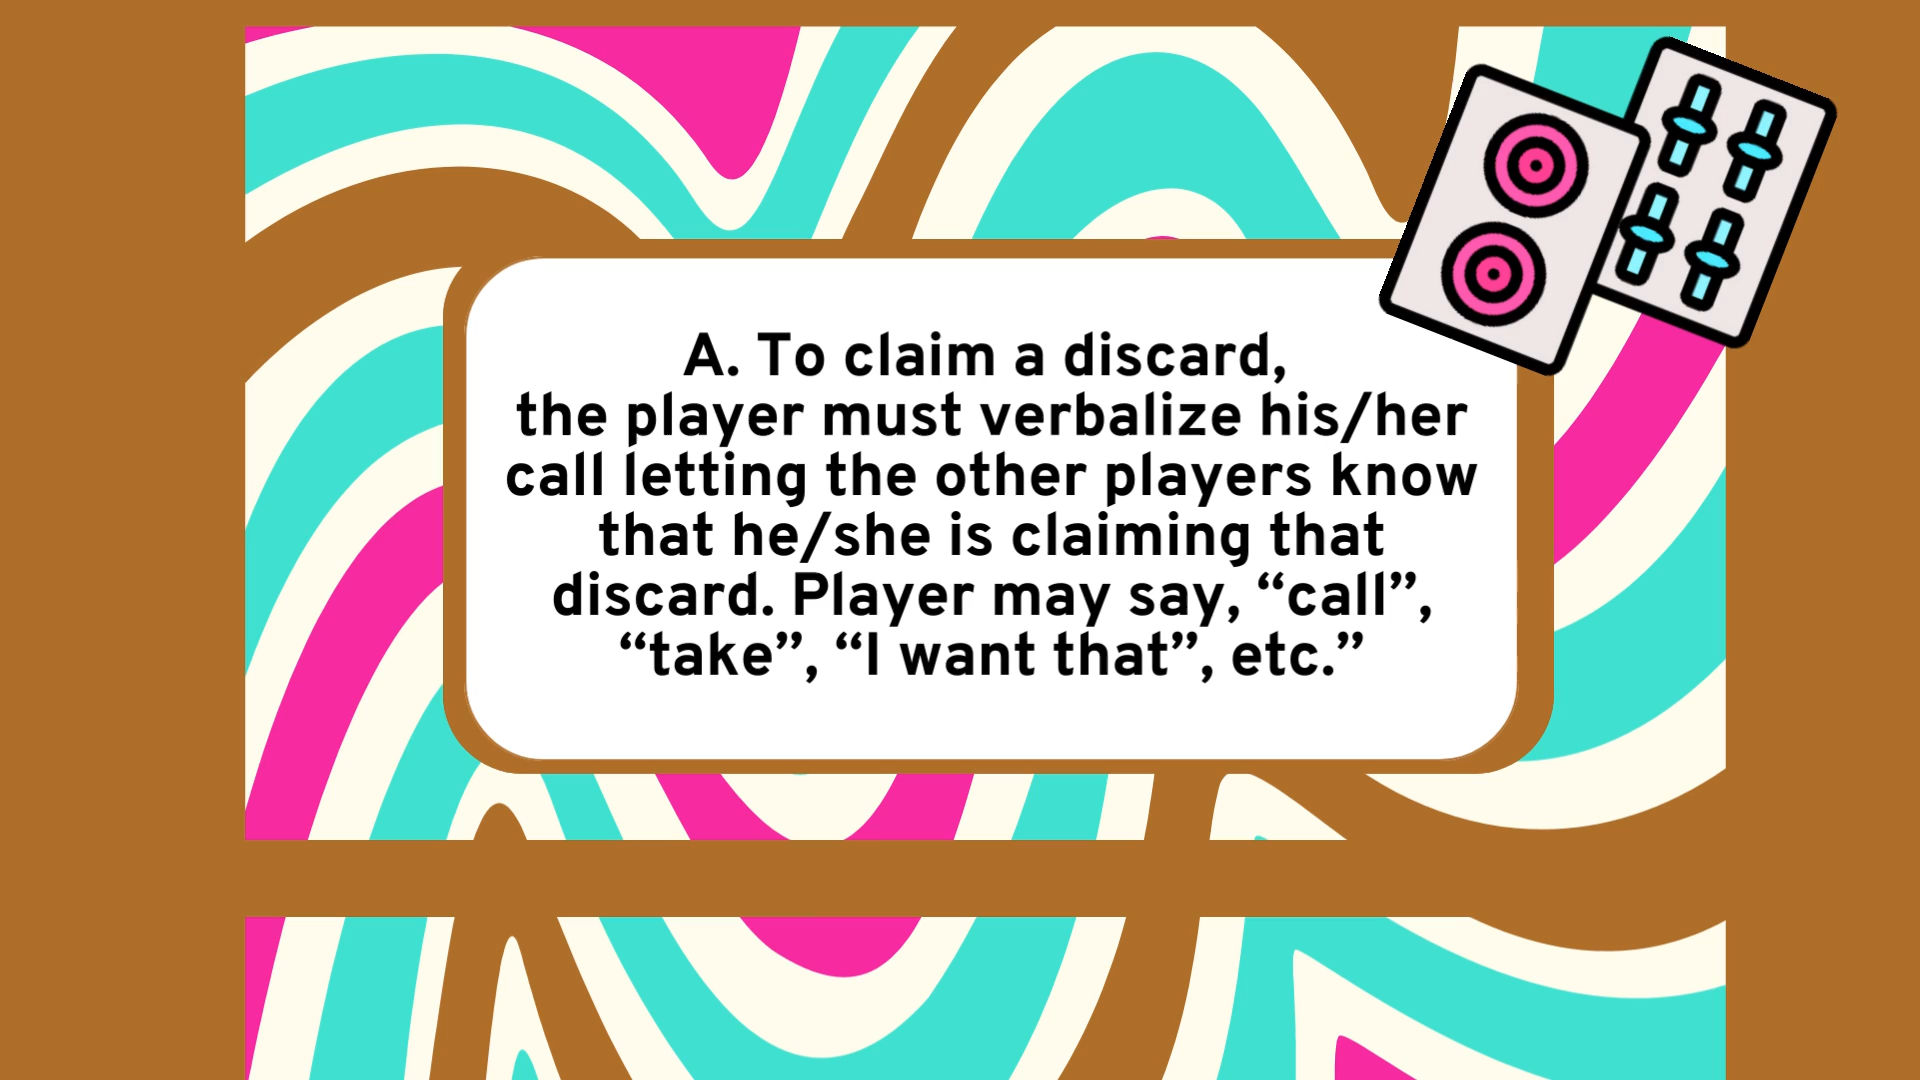 A. To claim a discard,
the player must verbalize his/her
call letting the other players know
that he/she is claiming that
discard. Player may say, “call”,
“take”, “I want that”, etc.”